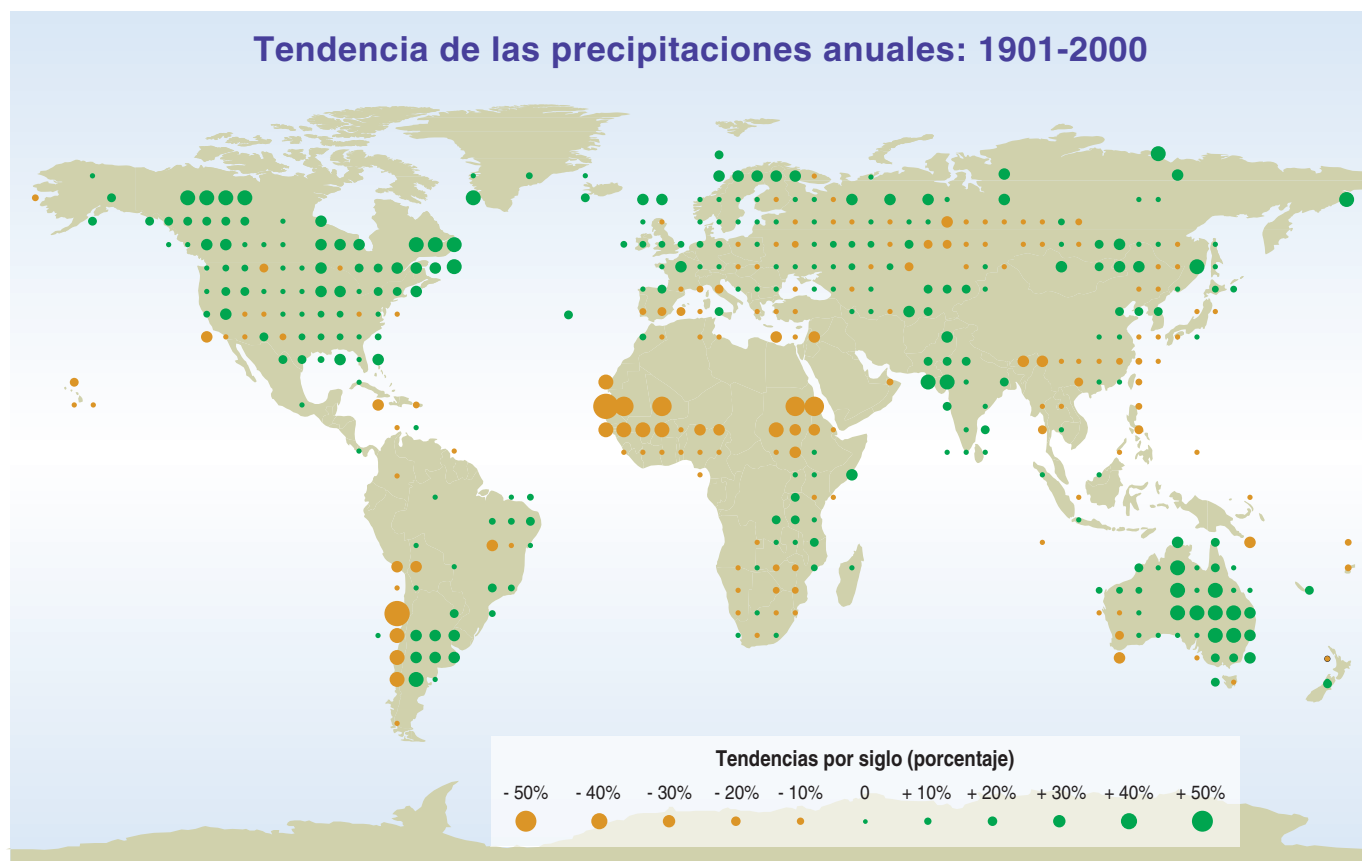 Tendencia de las precipitaciones anuales: 1901-2000
Tendencias por siglo (porcentaje)
- 50% - 40% - 30% - 20% - 10% 0 + 10% + 20% + 30% + 40% + 50%